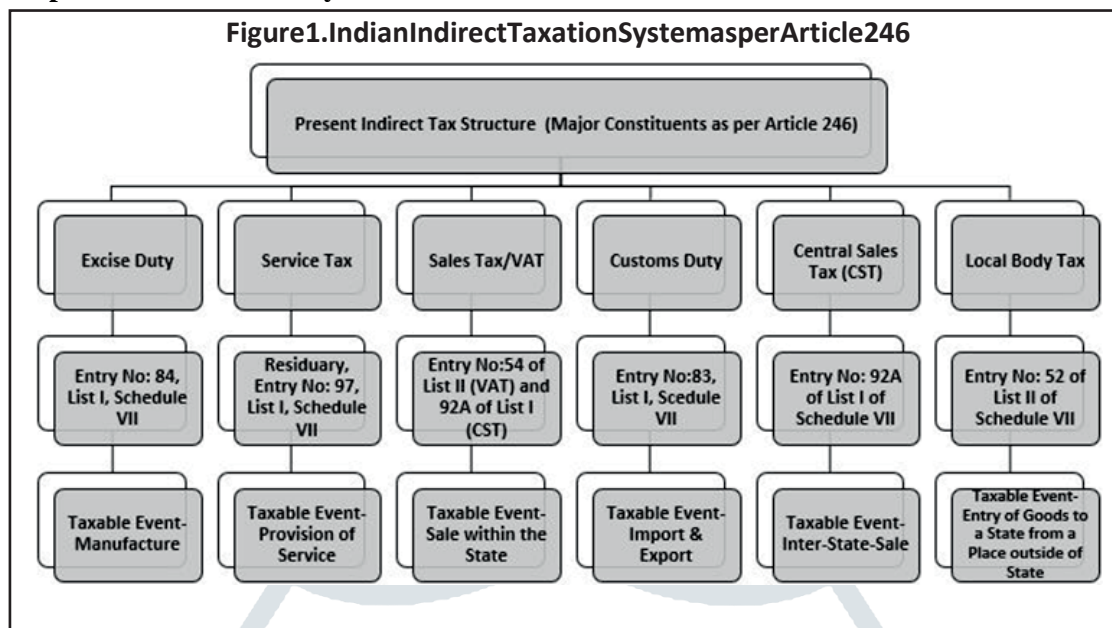 Figure1.IndianIndirectTaxationSystemasperArticle246
Present Indirect Tax Structure (Major Constituents as per Article 246)
Excise Duty
Service Tax
Sales Tax/VAT
Customs Duty
Central Sales
Tax (CST)
Local Body Tax
Entry No: 84,
List I, Schedule
VII
Residuary,
Entry No: 97,
List I, Schedule
VII
Entry No:54 of
List II (VAT) and
92A of List I
(CST)
Entry No:83,
List I, Scedule
VII
Entry No: 92A
of List I of
Schedule VII
Entry No: 52 of
List II of
Schedule VII
Taxable Event-
Manufacture
Taxable Event-
Provision of
Service
Taxable Event-
Sale within the
State
Taxable Event-
Import &
Export
Taxable Event-
Inter-State-Sale
Taxable Event-
Entry of Goods to
a State from a
Place outside of
State